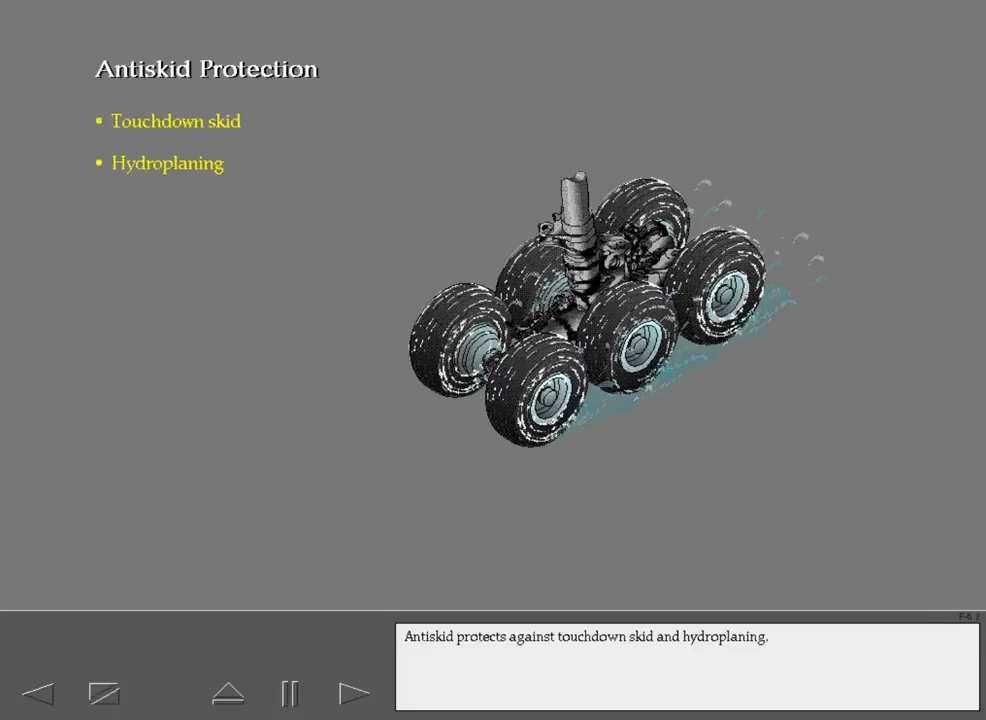 Antiskid Protection
• Touchdown skid
• Hydroplaning
Antiskid protects against touchdown skid and hydroplaning.